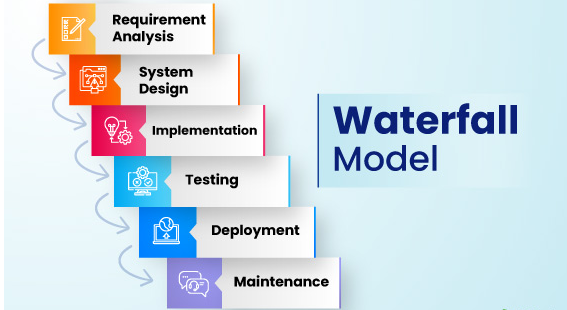 Requirement
Analysis
System
Design
Implementation
Testing
Deployment
Maintenance
Waterfall
Model